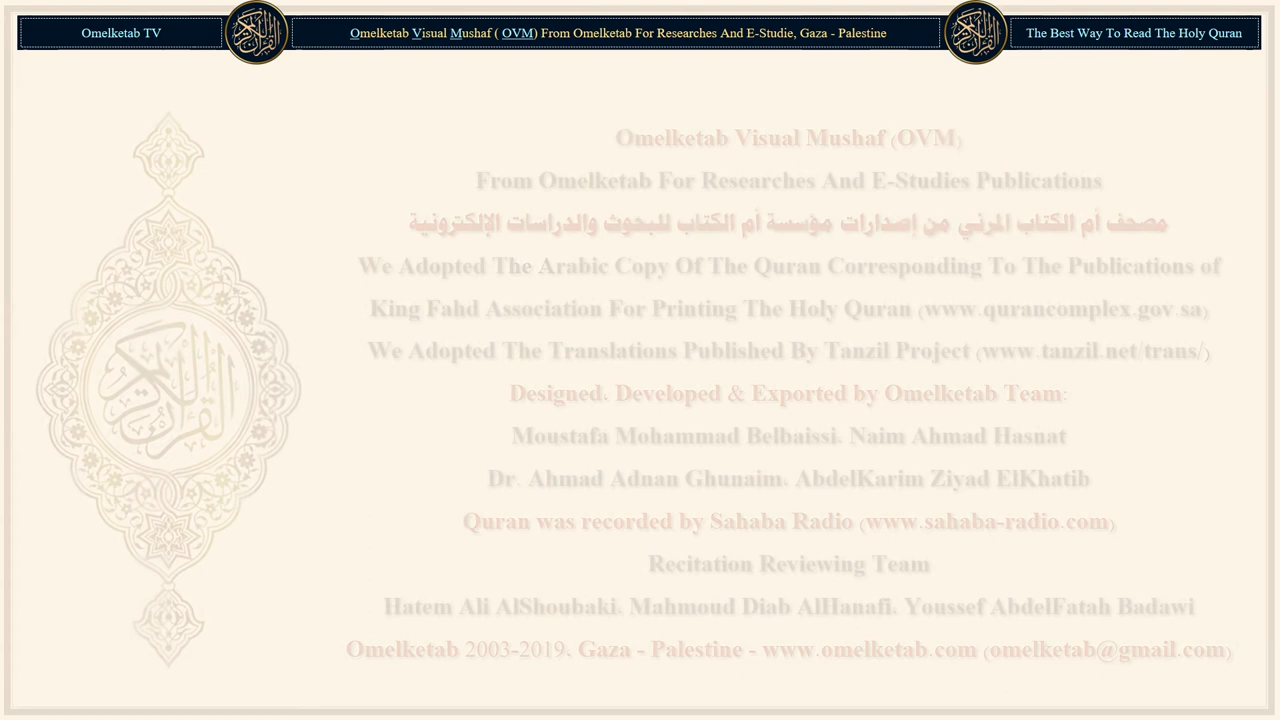 Omelketab TV
Omelketab Visual Mushaf ( OVM) From Omelketab For Researches And E-Studie, Gaza - Palestine
The Best Way To Read The Holy Quran
Omelketab Visual Mushaf (OVM)
From Omelketab For Researches And E-Studies Publications
مصحف أم الكتاب المرئي من إصدارات مؤسسة أم الكتاب للبحوث والدراسات الإلكترونية
We Adopted The Arabic Copy Of The Quran Corresponding To The Publications of
King Fahd Association For Printing The Holy Quran (www.qurancomplex.gov.sa)
We Adopted The Translations Published By Tanzil Project (www.tanzil.net/trans/)
Designed, Developed & Exported by Omelketab Team:
Moustafa Mohammad Belbaissi, Naim Ahmad Hasnat
Dr. Ahmad Adnan Ghunaim, AbdelKarim Ziyad ElKhatib
Quran was recorded by Sahaba Radio (www.sahaba-radio.com)
Recitation Reviewing Team
Hatem Ali AlShoubaki, Mahmoud Diab AlHanafi, Youssef AbdelFatah Badawi
Omelketab 2003-2019, Gaza - Palestine - www.omelketab.com (omelketab@gmail.com)
القرآن الكريم